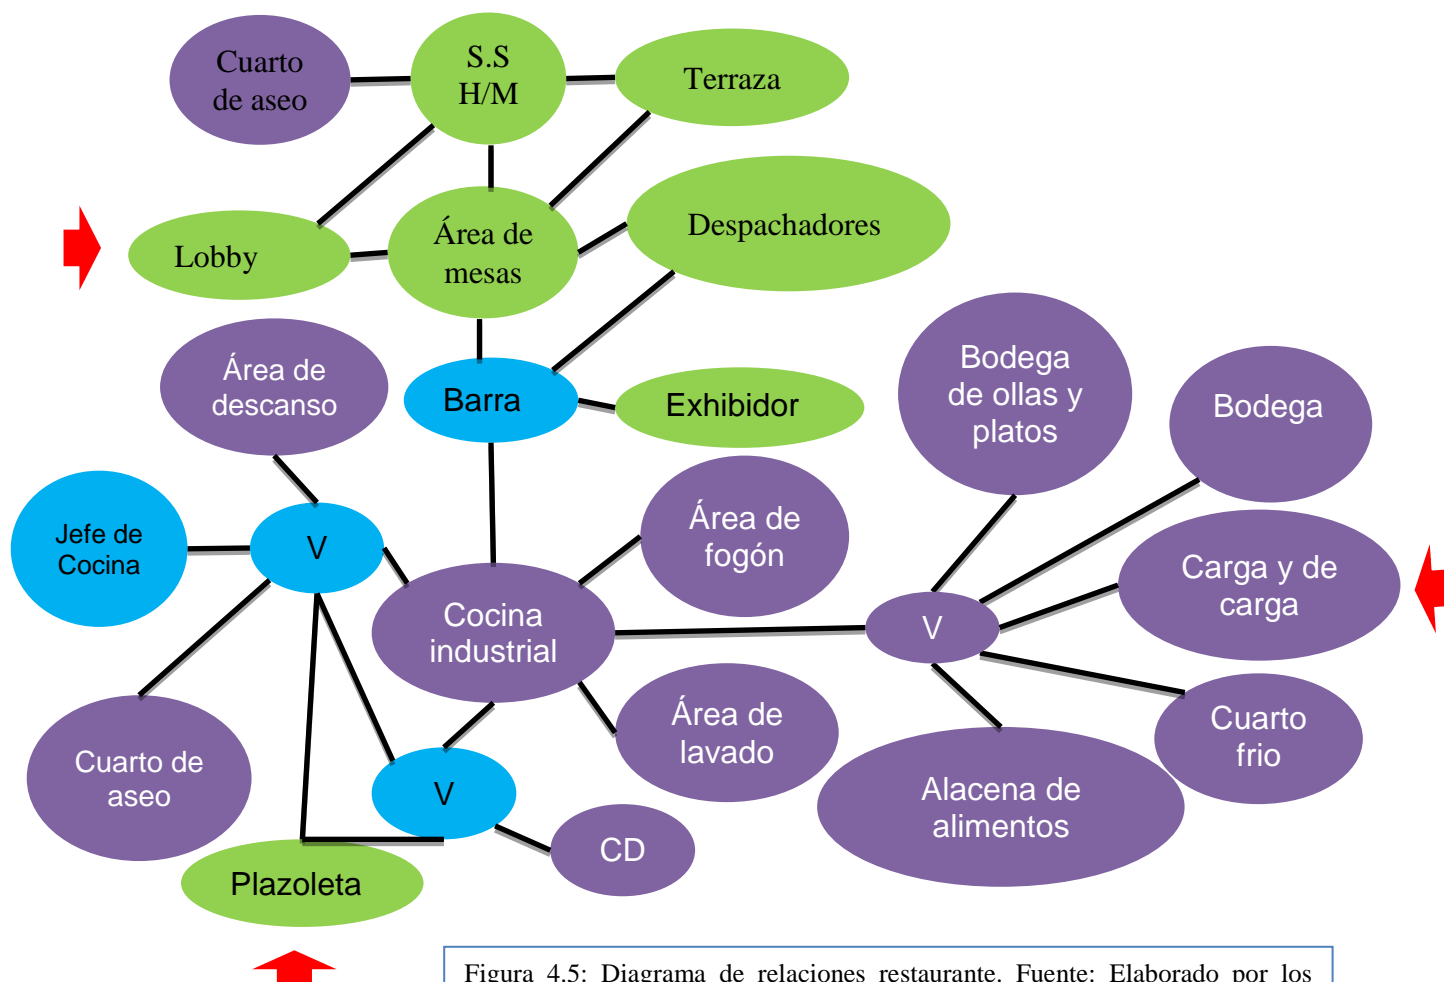 Cuarto
de aseo
S.S
H/M
Terraza
Lobby
Área de
mesas
Despachadores
Área de
descanso
Barra
Exhibidor
Bodega
de ollas y
platos
Bodega
Jefe de
Cocina
V
Área de
fogón
Cocina
industrial
Carga y de
carga
V
Cuarto de
aseo
V
Área de
lavado
Cuarto
frio
Alacena de
alimentos
CD
Plazoleta
Figura 4.5: Diagrama de relaciones restaurante. Fuente: Elaborado por los